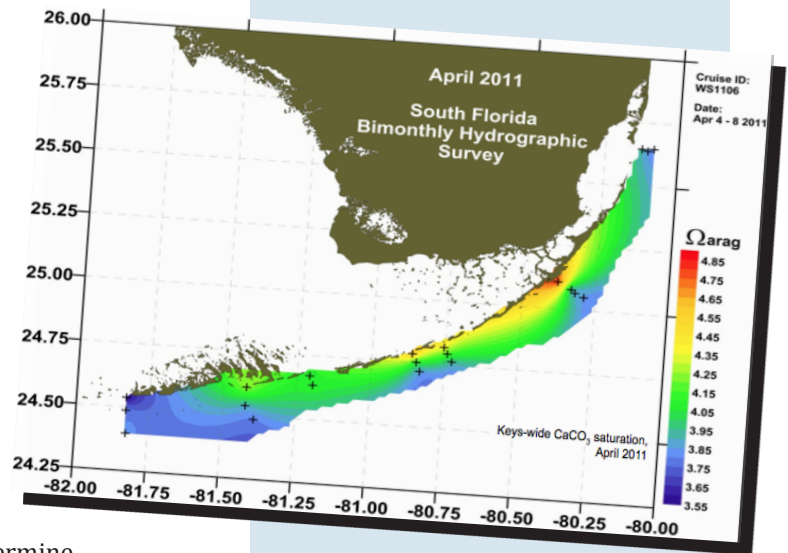 26.00
25.75
25.50
25.25
25.00
24.75
24.50
24.25
-82.00 -81.75 -81.50 -81.25 -81.00 -80.75 -80.50 -80.25 -80.00
April 2011
South Florida
Bimonthly Hydrographic
Survey
Cruise ID:
WS1106
Date:
Apr 4 - 8 2011
Ωarag
4.85
4.75
4.65
4.55
4.45
4.35
4.25
4.15
4.05
3.95
3.85
3.75
3.65
3.55
Keys-wide CaCO₃ saturation,
April 2011